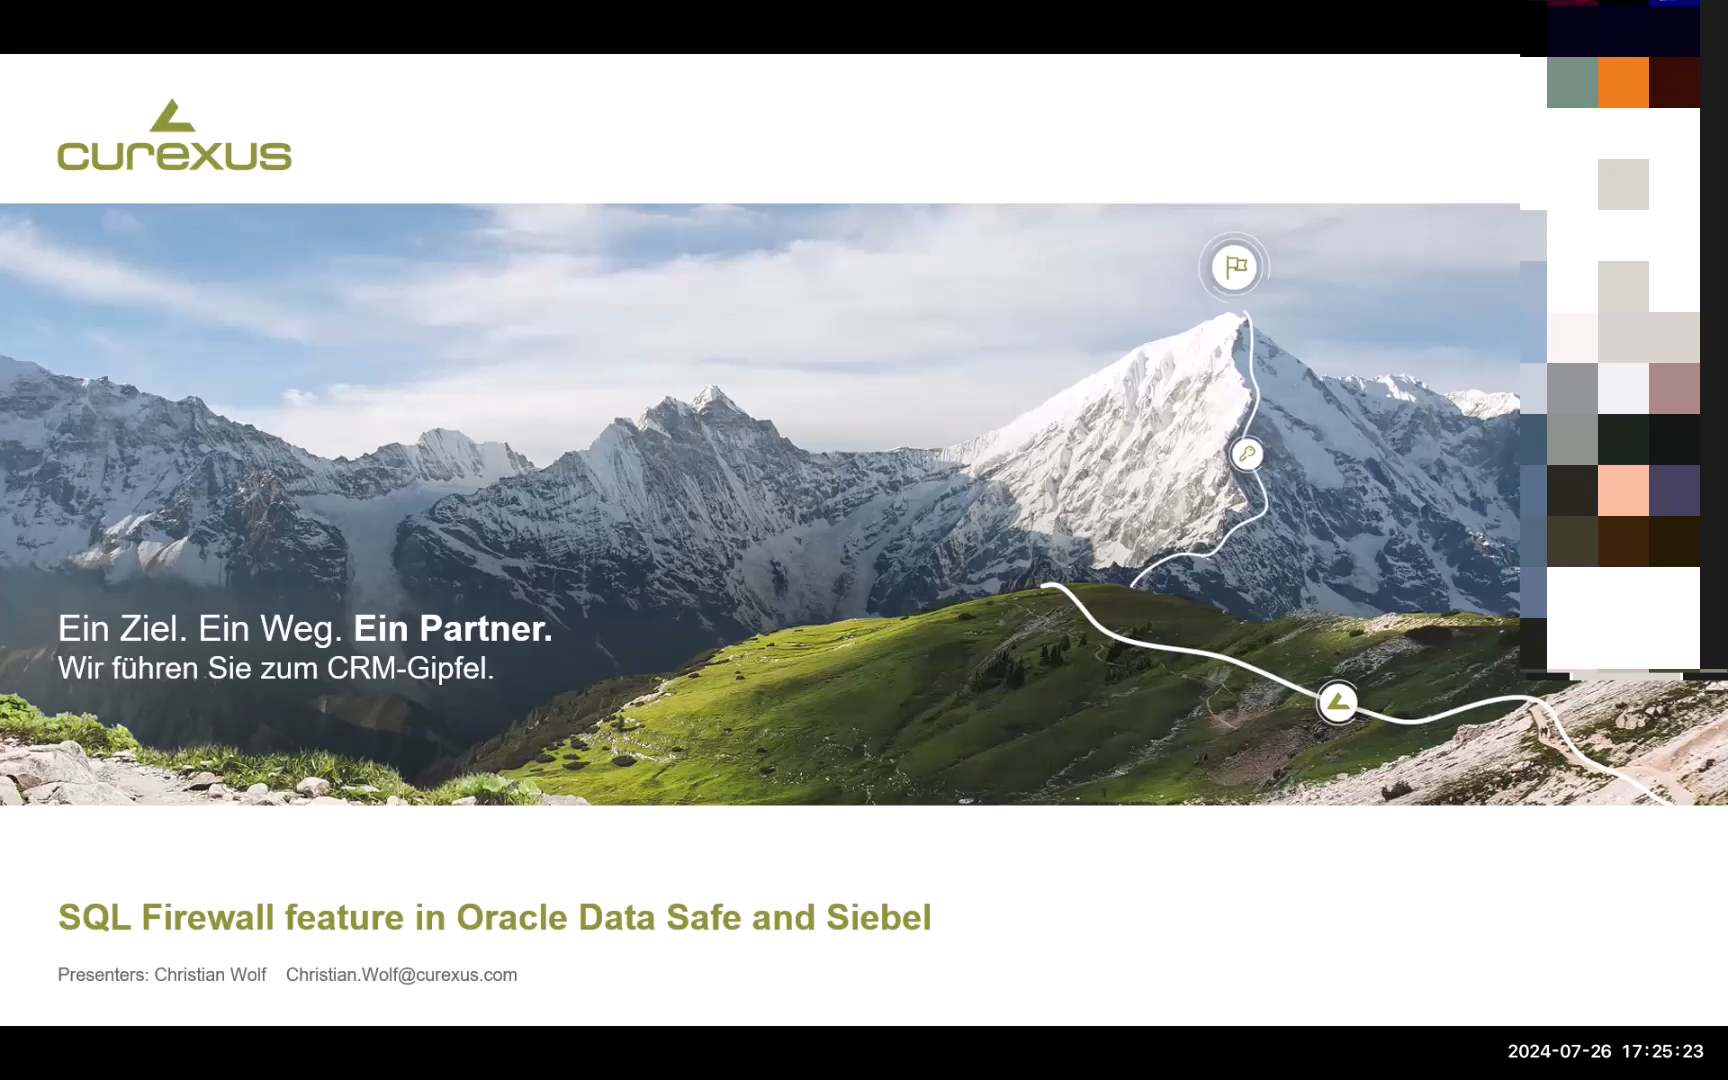 curexus
Ein Ziel. Ein Weg. Ein Partner.
Wir führen Sie zum CRM-Gipfel.
SQL Firewall feature in Oracle Data Safe and Siebel
Presenters: Christian Wolf Christian.Wolf@curexus.com
2024-07-26 17:25:23